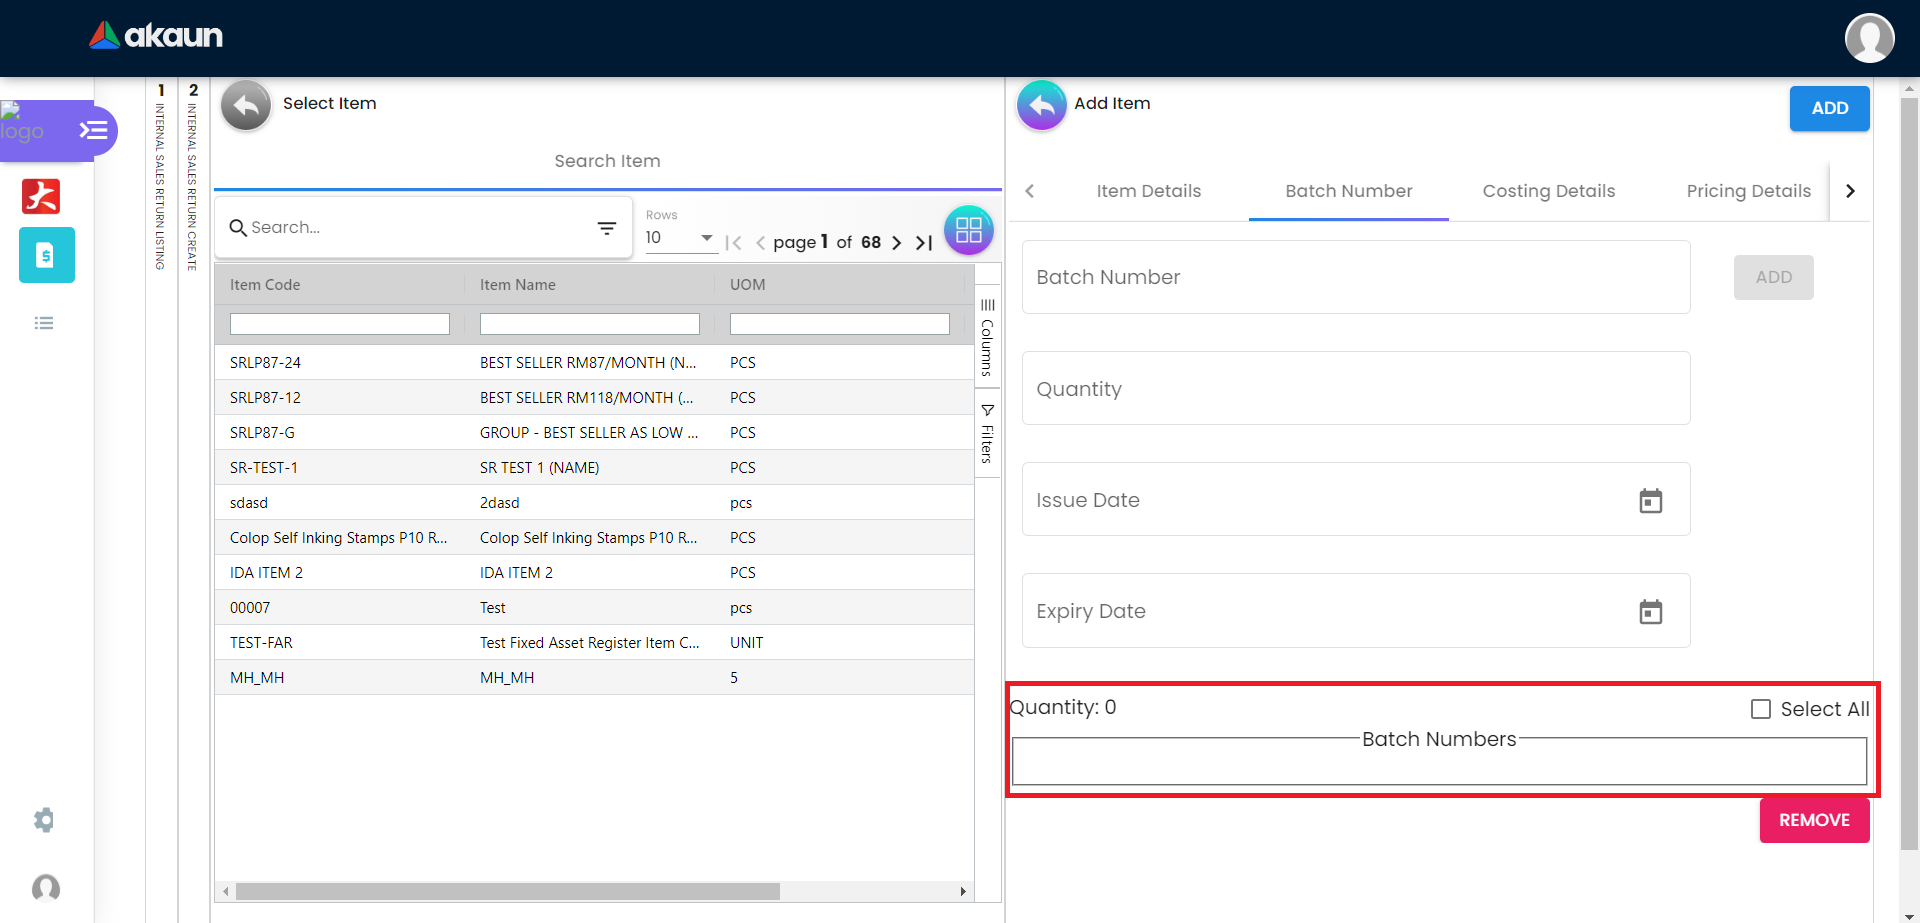 akaun
logo
1
INTERNAL SALES RETURN LISTING
2
INTERNAL SALES RETURN CREATE
Select Item
Search Item
Search...
Rows
10
page 1 of 68
Item Code Item Name UOM
SRLP87-24 BEST SELLER RM87/MONTH (N... PCS
SRLP87-12 BEST SELLER RM118/MONTH (... PCS
SRLP87-G GROUP - BEST SELLER AS LOW ... PCS
SR-TEST-1 SR TEST 1 (NAME) PCS
sdasd 2dasd pcs
Colop Self Inking Stamps P10 R... Colop Self Inking Stamps P10 R... PCS
IDA ITEM 2 IDA ITEM 2 PCS
00007 Test pcs
TEST-FAR Test Fixed Asset Register Item C... UNIT
MH_MH MH_MH 5
Columns
Filters
Add Item
ADD
Item Details Batch Number Costing Details Pricing Details
Batch Number
ADD
Quantity
Issue Date
Expiry Date
Quantity: 0
Select All
Batch Numbers
REMOVE